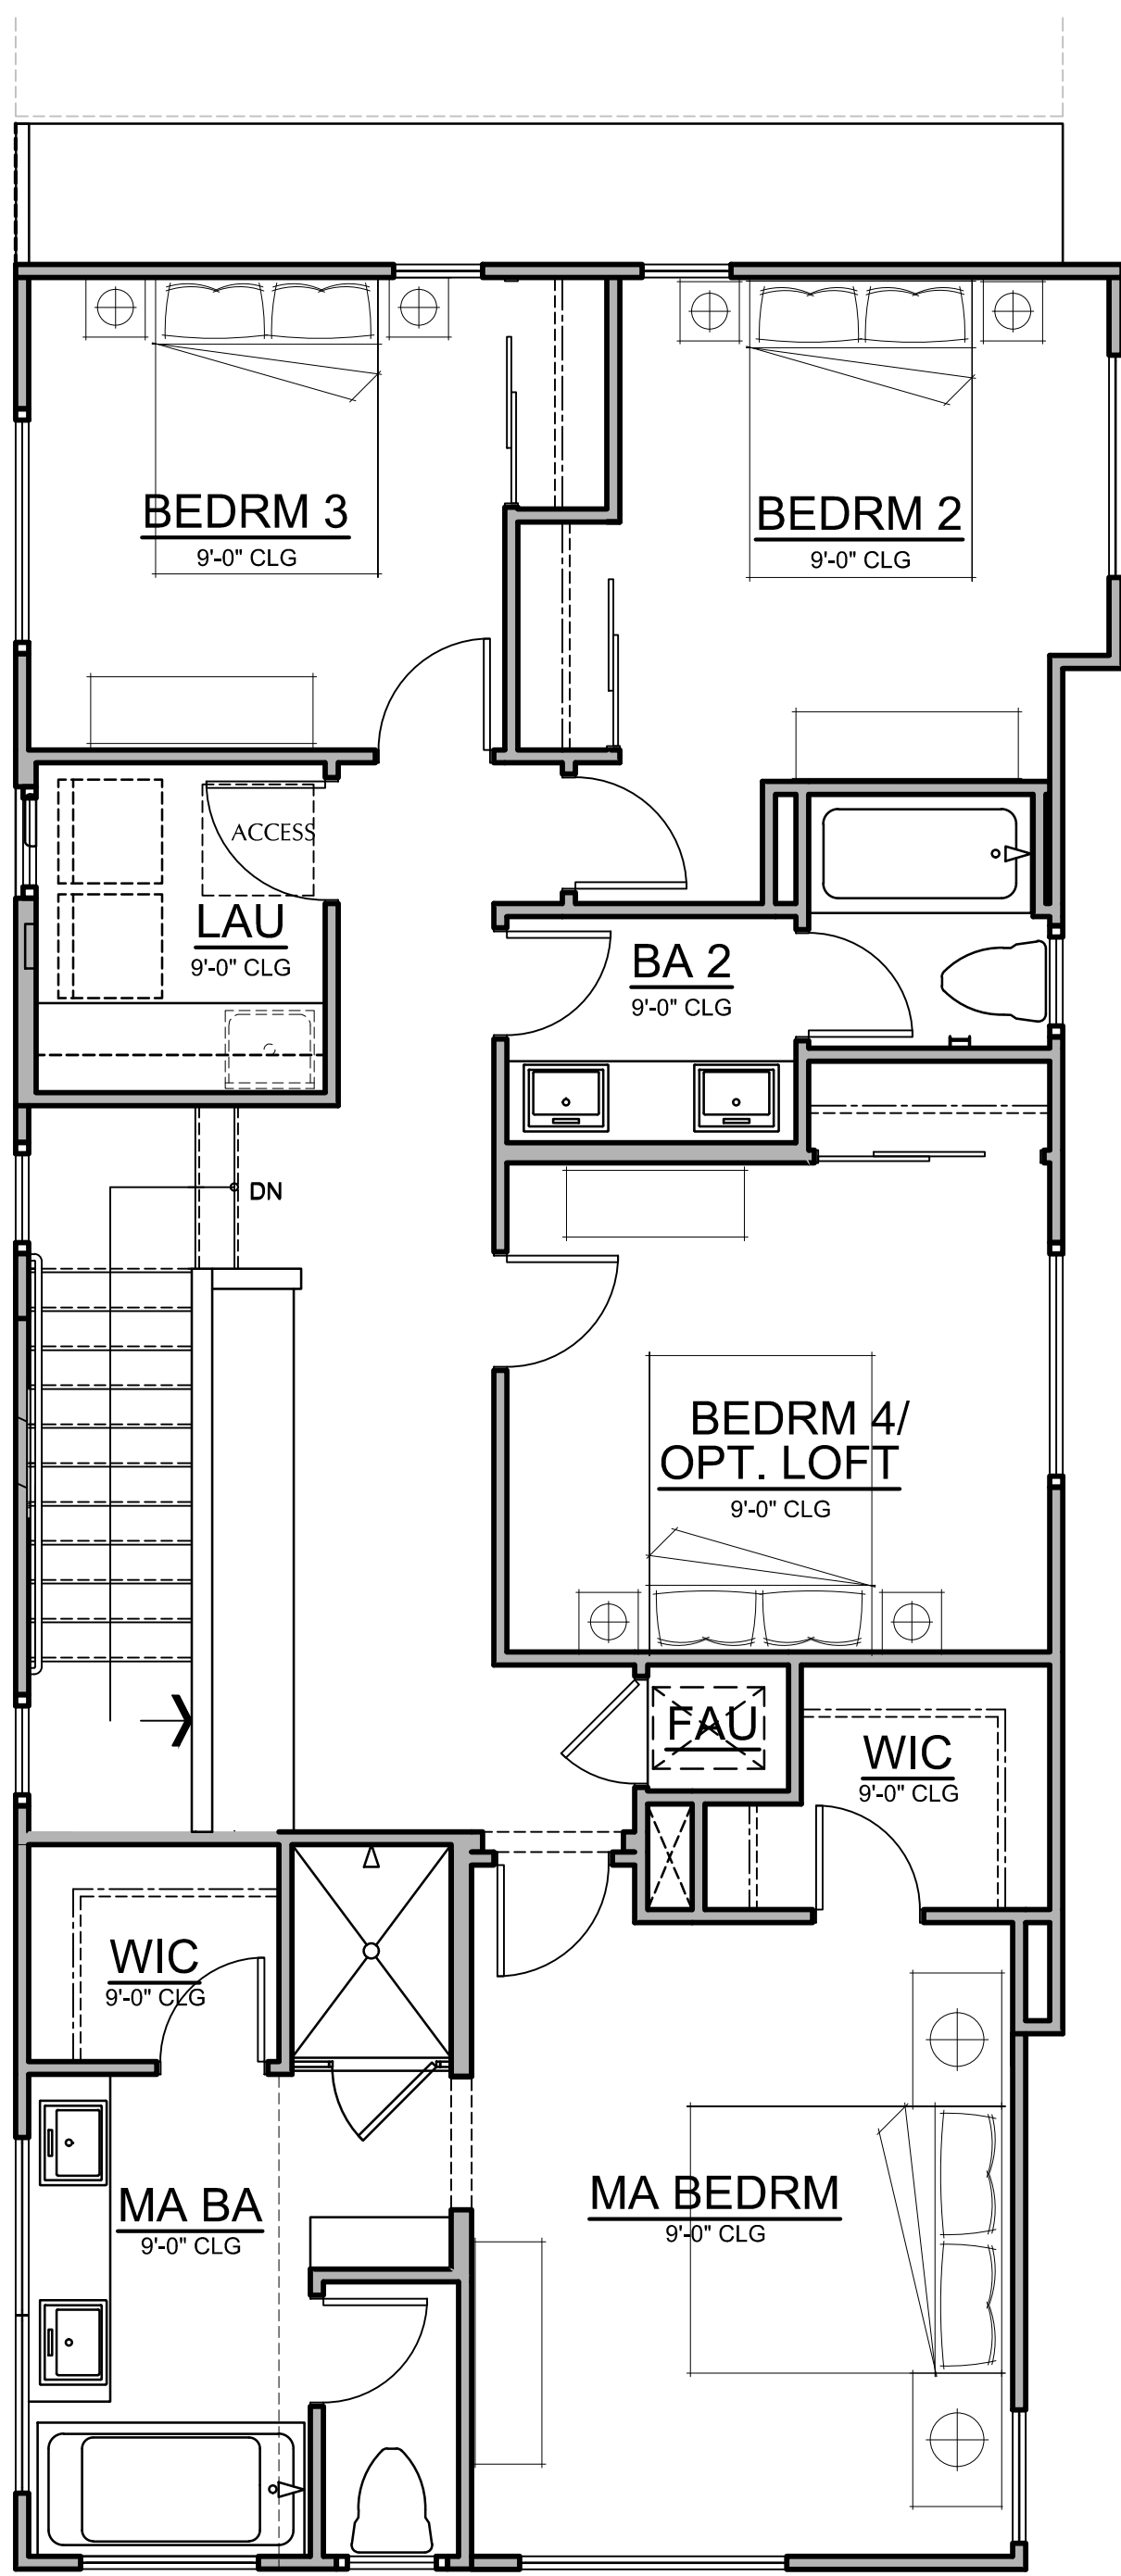 BEDRM 3
9'-0" CLG
BEDRM 2
9'-0" CLG
ACCESS
LAU
9'-0" CLG
BA 2
9'-0" CLG
DN
BEDRM 4/
OPT. LOFT
9'-0" CLG
FAU
WIC
9'-0" CLG
WIC
9'-0" CLG
MA BA
9'-0" CLG
MA BEDRM
9'-0" CLG